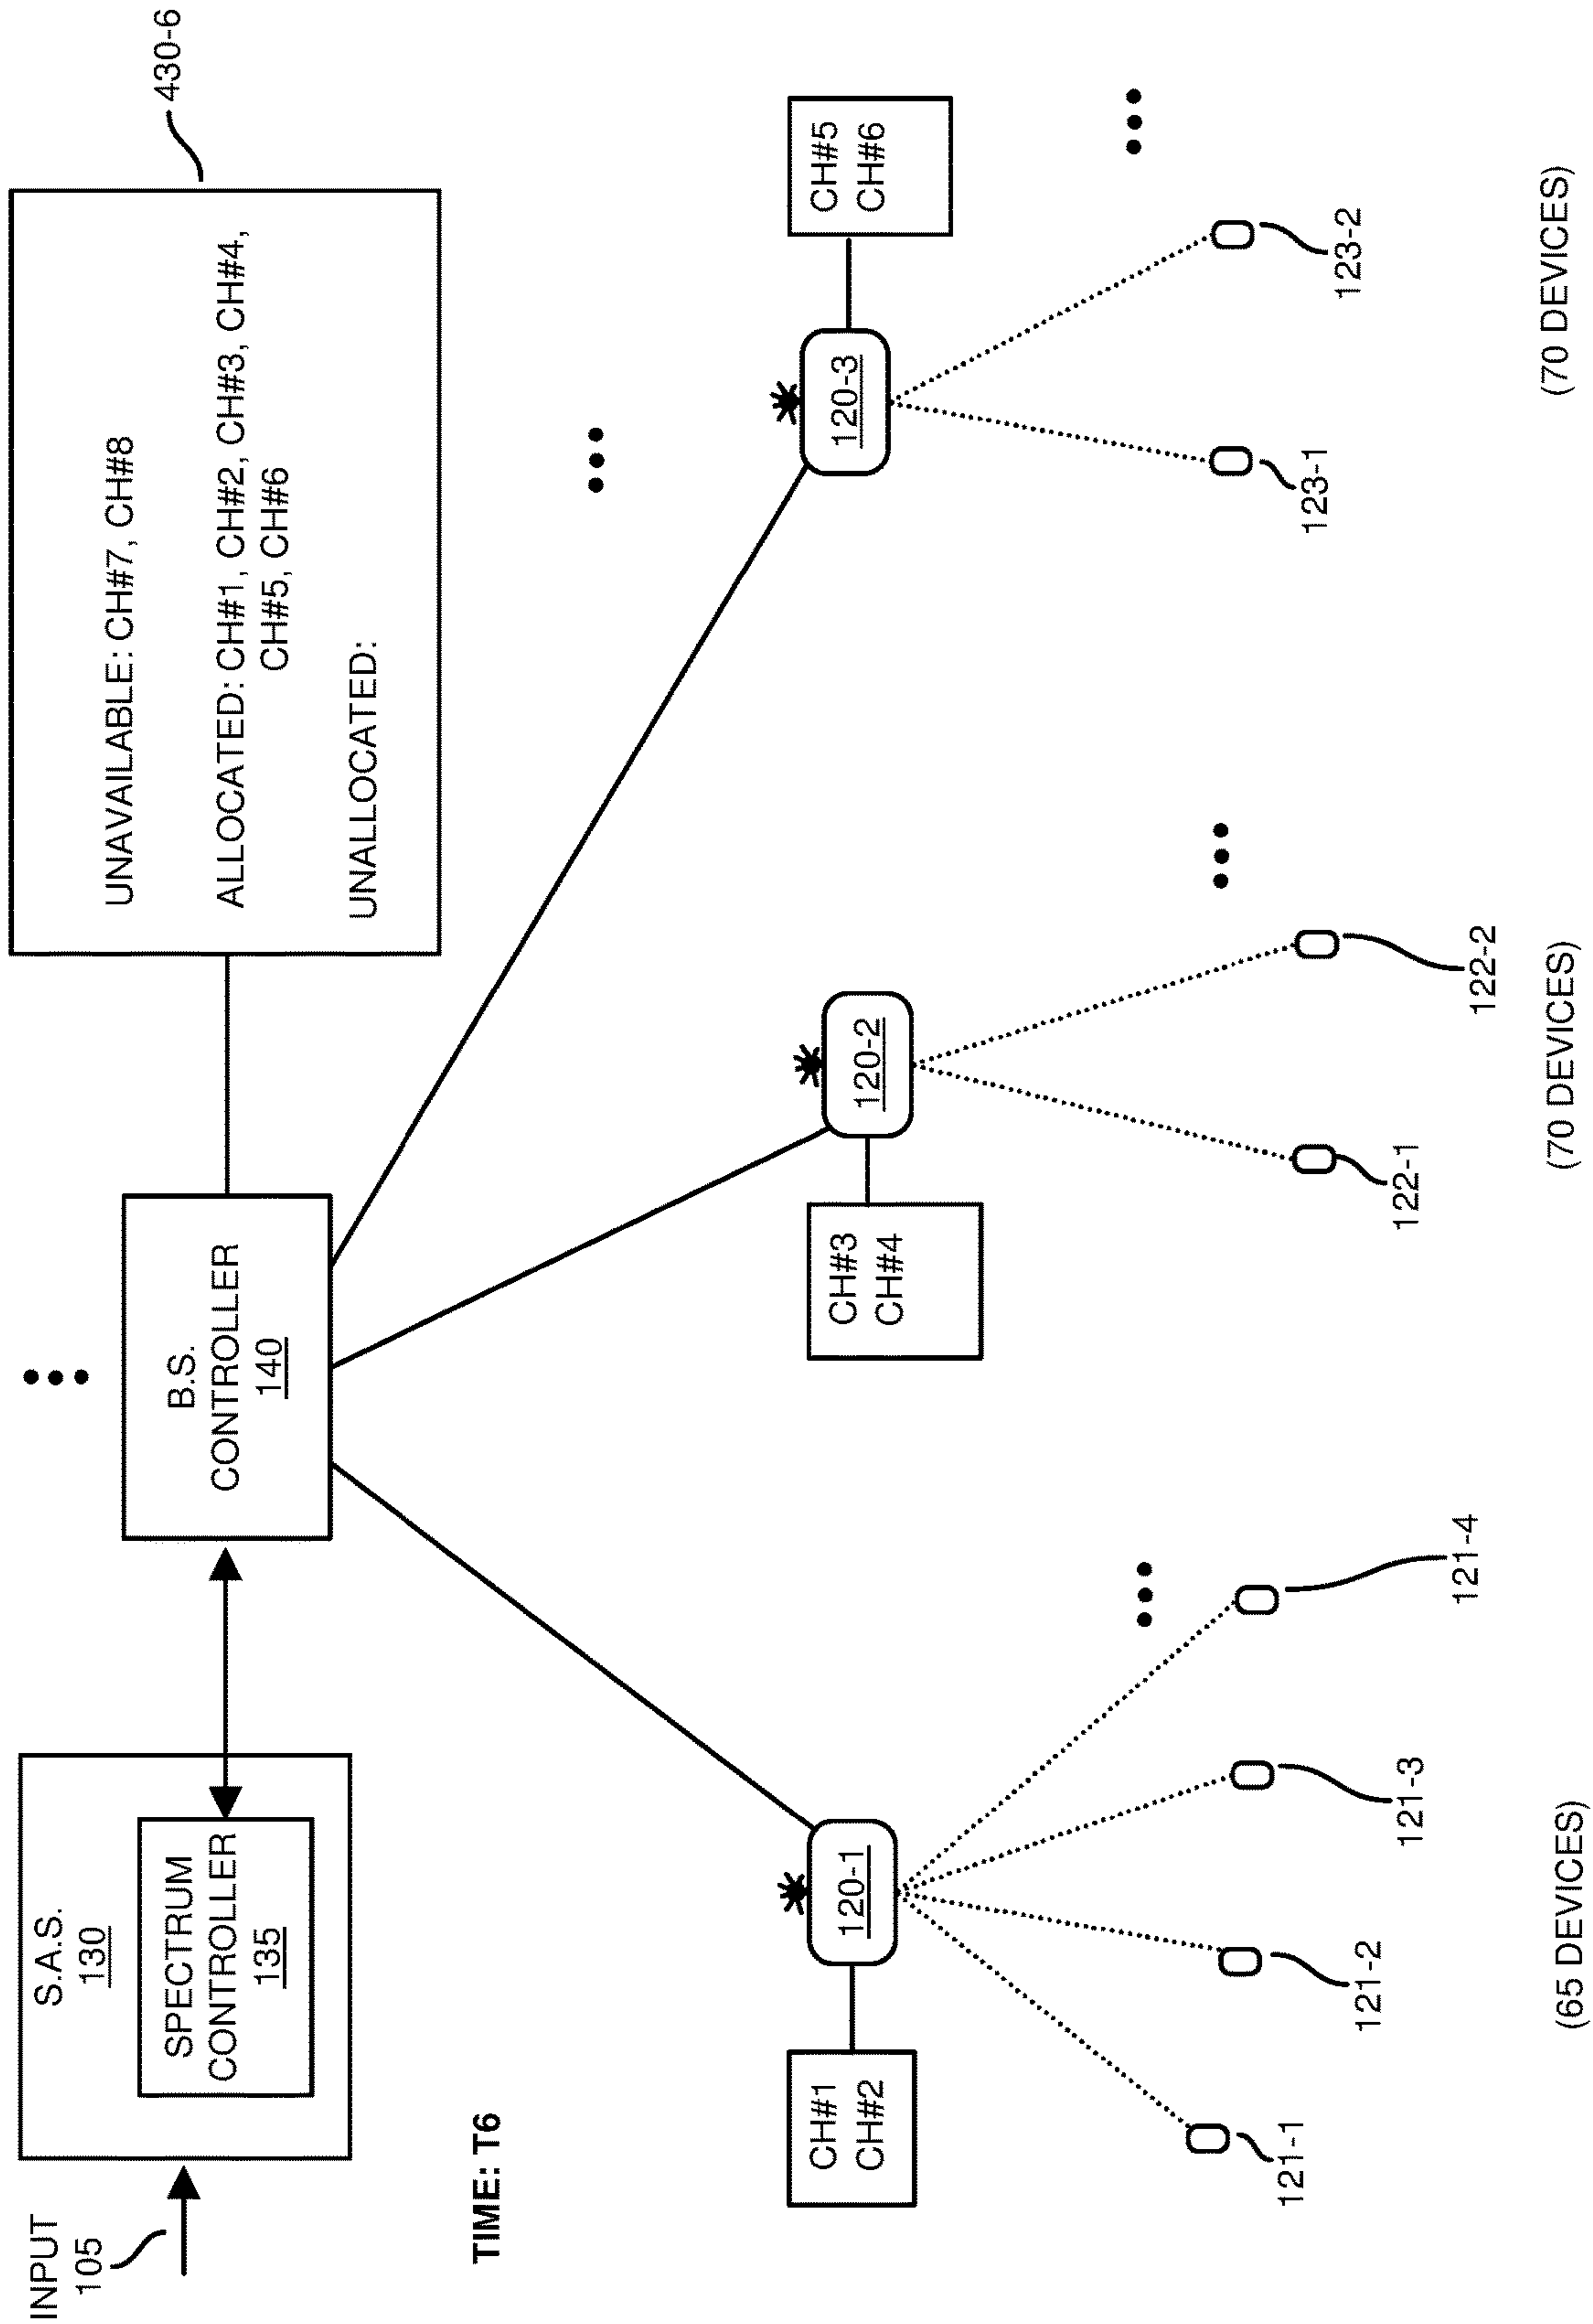 INPUT
105
S.A.S.
130
SPECTRUM
CONTROLLER
135
B.S.
CONTROLLER
140
UNAVAILABLE: CH#7, CH#8
ALLOCATED: CH#1, CH#2, CH#3, CH#4,
CH#5, CH#6
UNALLOCATED:
430-6
TIME: T6
CH#1
CH#2
120-1
CH#3
CH#4
120-2
120-3
CH#5
CH#6
121-1
121-2
121-3
121-4
122-1
122-2
123-1
123-2
(65 DEVICES)
(70 DEVICES)
(70 DEVICES)